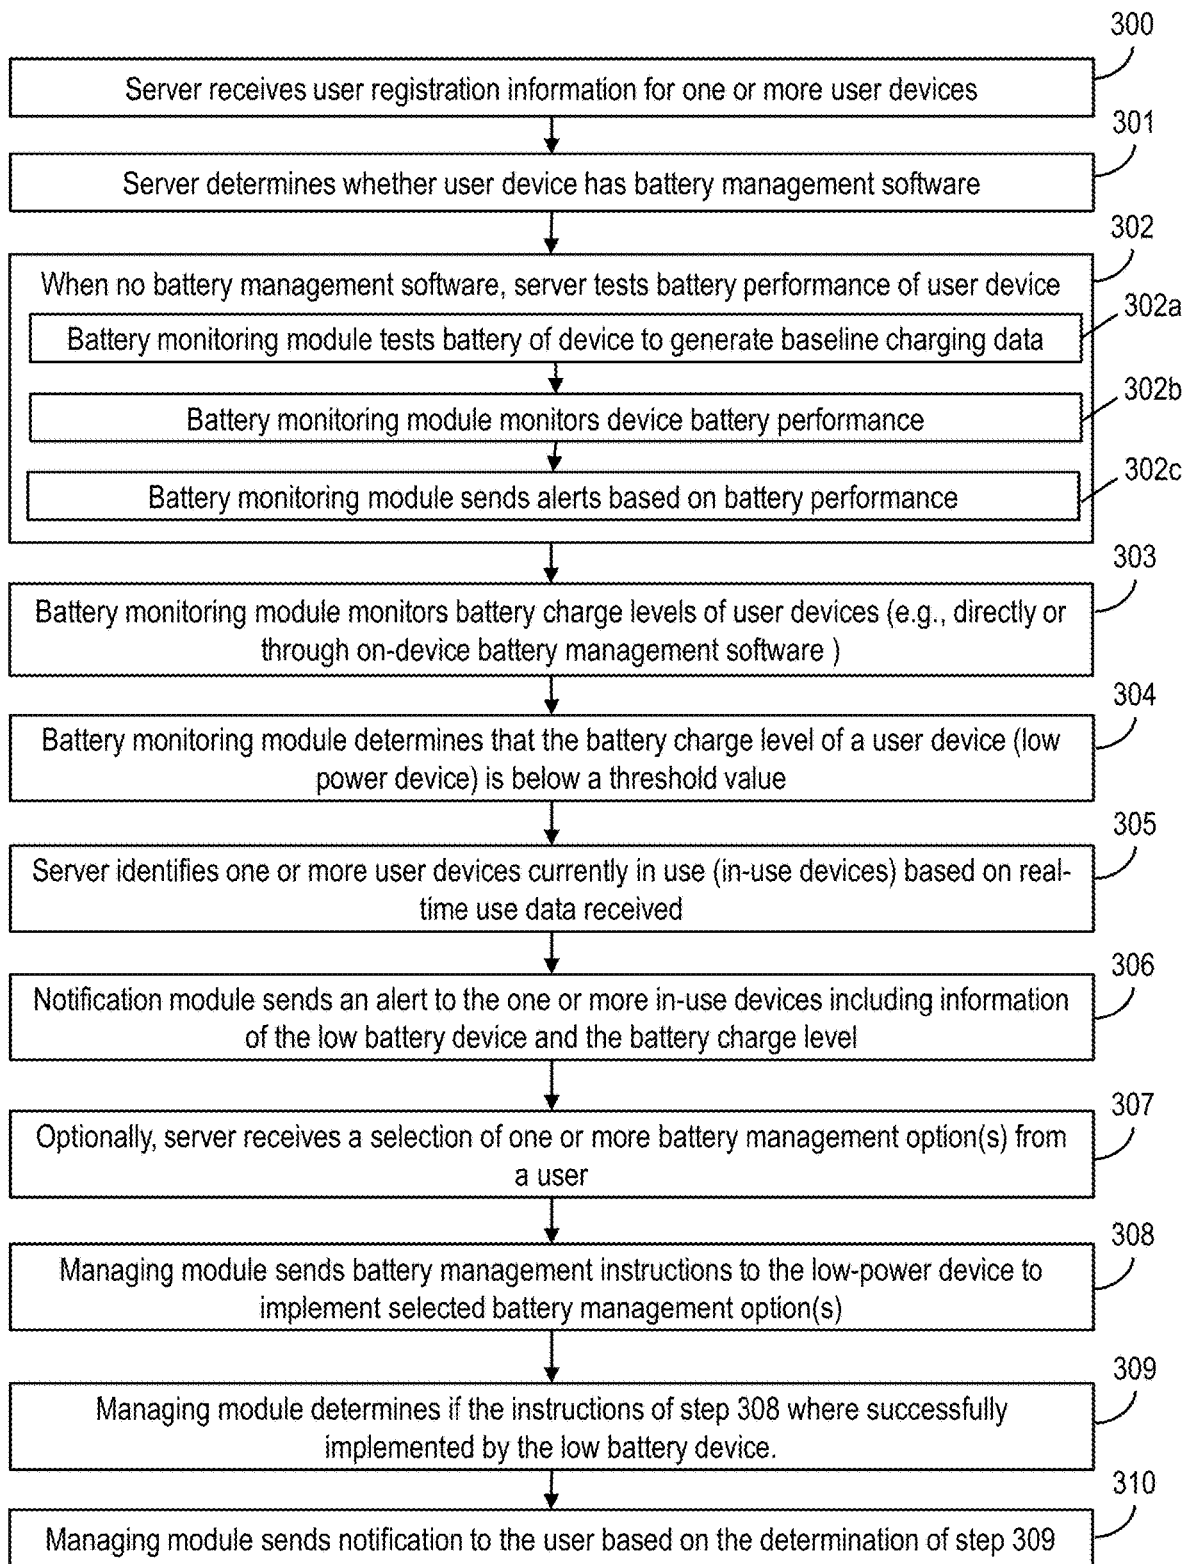 300
Server receives user registration information for one or more user devices
301
Server determines whether user device has battery management software
302
When no battery management software, server tests battery performance of user device
302a
Battery monitoring module tests battery of device to generate baseline charging data
302b
Battery monitoring module monitors device battery performance
302c
Battery monitoring module sends alerts based on battery performance
303
Battery monitoring module monitors battery charge levels of user devices (e.g., directly or
through on-device battery management software )
304
Battery monitoring module determines that the battery charge level of a user device (low
power device) is below a threshold value
305
Server identifies one or more user devices currently in use (in-use devices) based on real-
time use data received
306
Notification module sends an alert to the one or more in-use devices including information
of the low battery device and the battery charge level
307
Optionally, server receives a selection of one or more battery management option(s) from
a user
308
Managing module sends battery management instructions to the low-power device to
implement selected battery management option(s)
309
Managing module determines if the instructions of step 308 where successfully
implemented by the low battery device.
310
Managing module sends notification to the user based on the determination of step 309